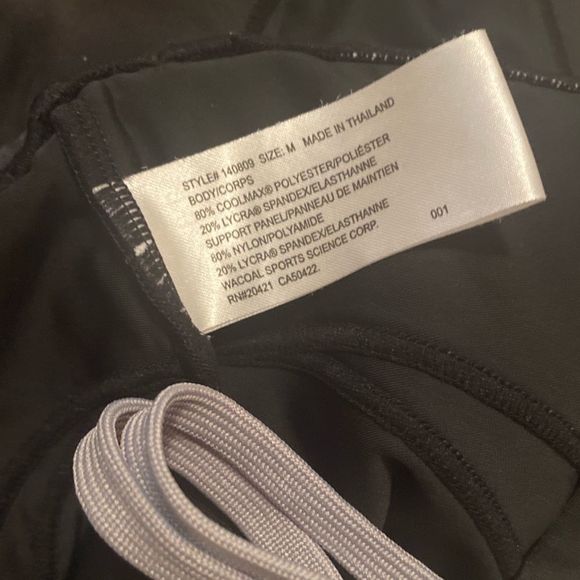 STYLE# 140809 SIZE: M MADE IN THAILAND
BODY/CORPS
80% COOLMAX® POLYESTER/POLIÉSTER
20% LYCRA® SPANDEX/ELASTHANNE
SUPPORT PANEL/PANNEAU DE MAINTIEN
80% NYLON/POLYAMIDE
20% LYCRA® SPANDEX/ELASTHANNE
WACOAL SPORTS SCIENCE CORP.
RN#20421 CA50422.
001